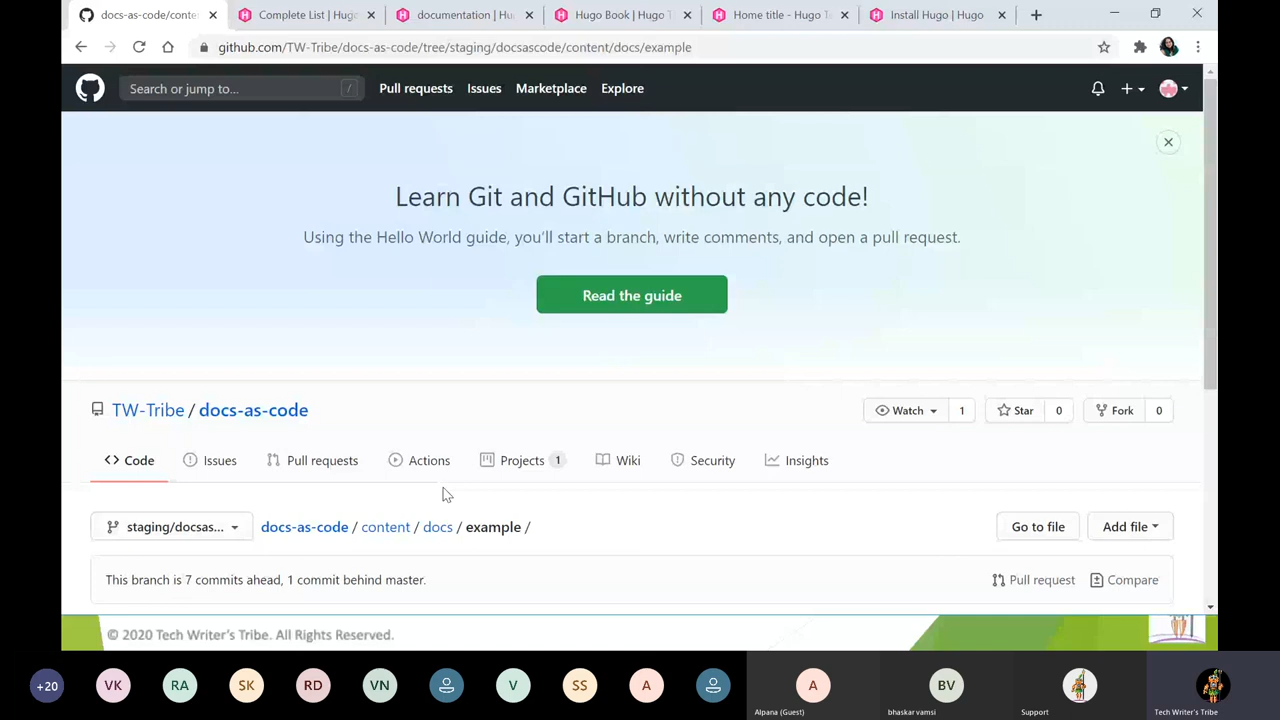 docs-as-code/conte
Complete List | Hugo
documentation | Hu
Hugo Book | Hugo T
Home title - Hugo Te
Install Hugo | Hugo
github.com/TW-Tribe/docs-as-code/tree/staging/docsascode/content/docs/example
Search or jump to...
/
Pull requests
Issues
Marketplace
Explore
Learn Git and GitHub without any code!
Using the Hello World guide, you'll start a branch, write comments, and open a pull request.
Read the guide
TW-Tribe / docs-as-code
Watch
1
Star
0
Fork
0
Code
Issues
Pull requests
Actions
Projects 1
Wiki
Security
Insights
staging/docsas...
docs-as-code / content / docs / example /
Go to file
Add file
This branch is 7 commits ahead, 1 commit behind master.
Pull request
Compare
© 2020 Tech Writer's Tribe. All Rights Reserved.
+20
VK
RA
SK
RD
VN
V
SS
A
A
Alpana (Guest)
BV
bhaskar vamsi
Support
Tech Writer's Tribe